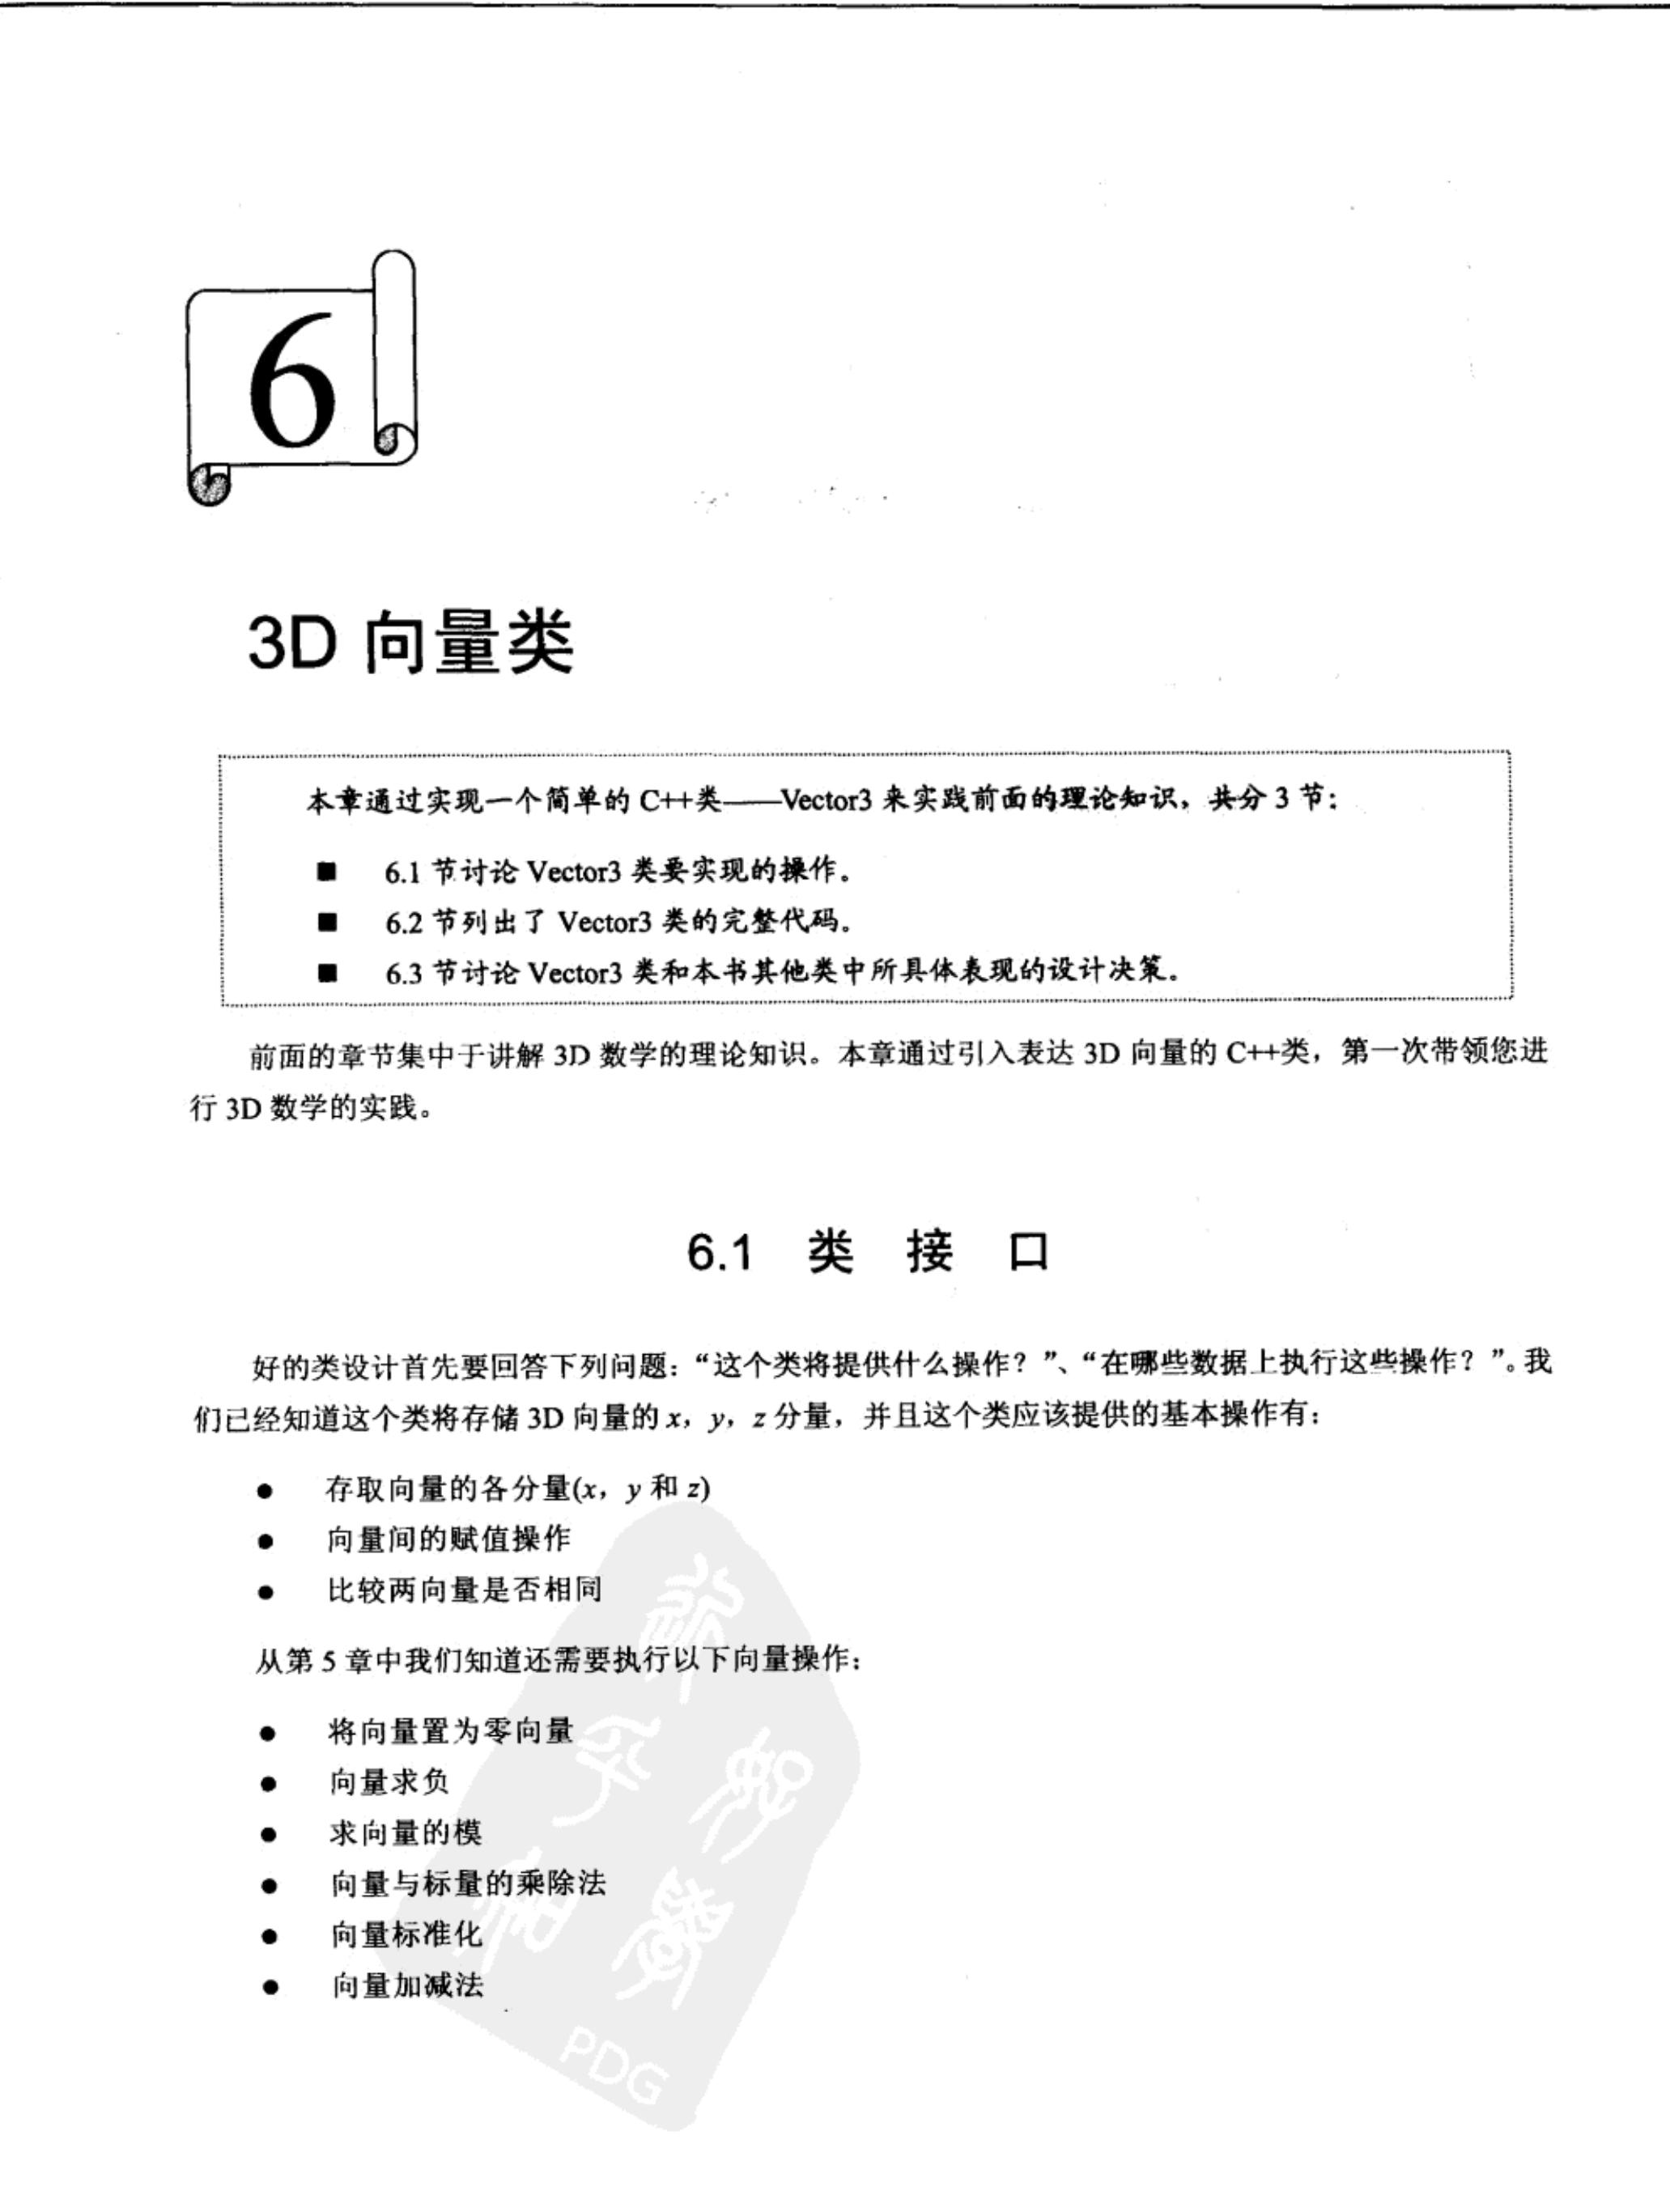 6
3D 向量类
本章通过实现一个简单的 C++类——Vector3 来实践前面的理论知识，共分 3 节：
■ 6.1 节讨论 Vector3 类要实现的操作。
■ 6.2 节列出了 Vector3 类的完整代码。
■ 6.3 节讨论 Vector3 类和本书其他类中所具体表现的设计决策。
前面的章节集中于讲解 3D 数学的理论知识。本章通过引入表达 3D 向量的 C++类，第一次带领您进
行 3D 数学的实践。
6.1 类 接 口
好的类设计首先要回答下列问题：“这个类将提供什么操作？”、“在哪些数据上执行这些操作？”。我
们已经知道这个类将存储 3D 向量的 x，y，z 分量，并且这个类应该提供的基本操作有：
● 存取向量的各分量(x，y 和 z)
● 向量间的赋值操作
● 比较两向量是否相同
从第 5 章中我们知道还需要执行以下向量操作：
● 将向量置为零向量
● 向量求负
● 求向量的模
● 向量与标量的乘除法
● 向量标准化
● 向量加减法
PDG